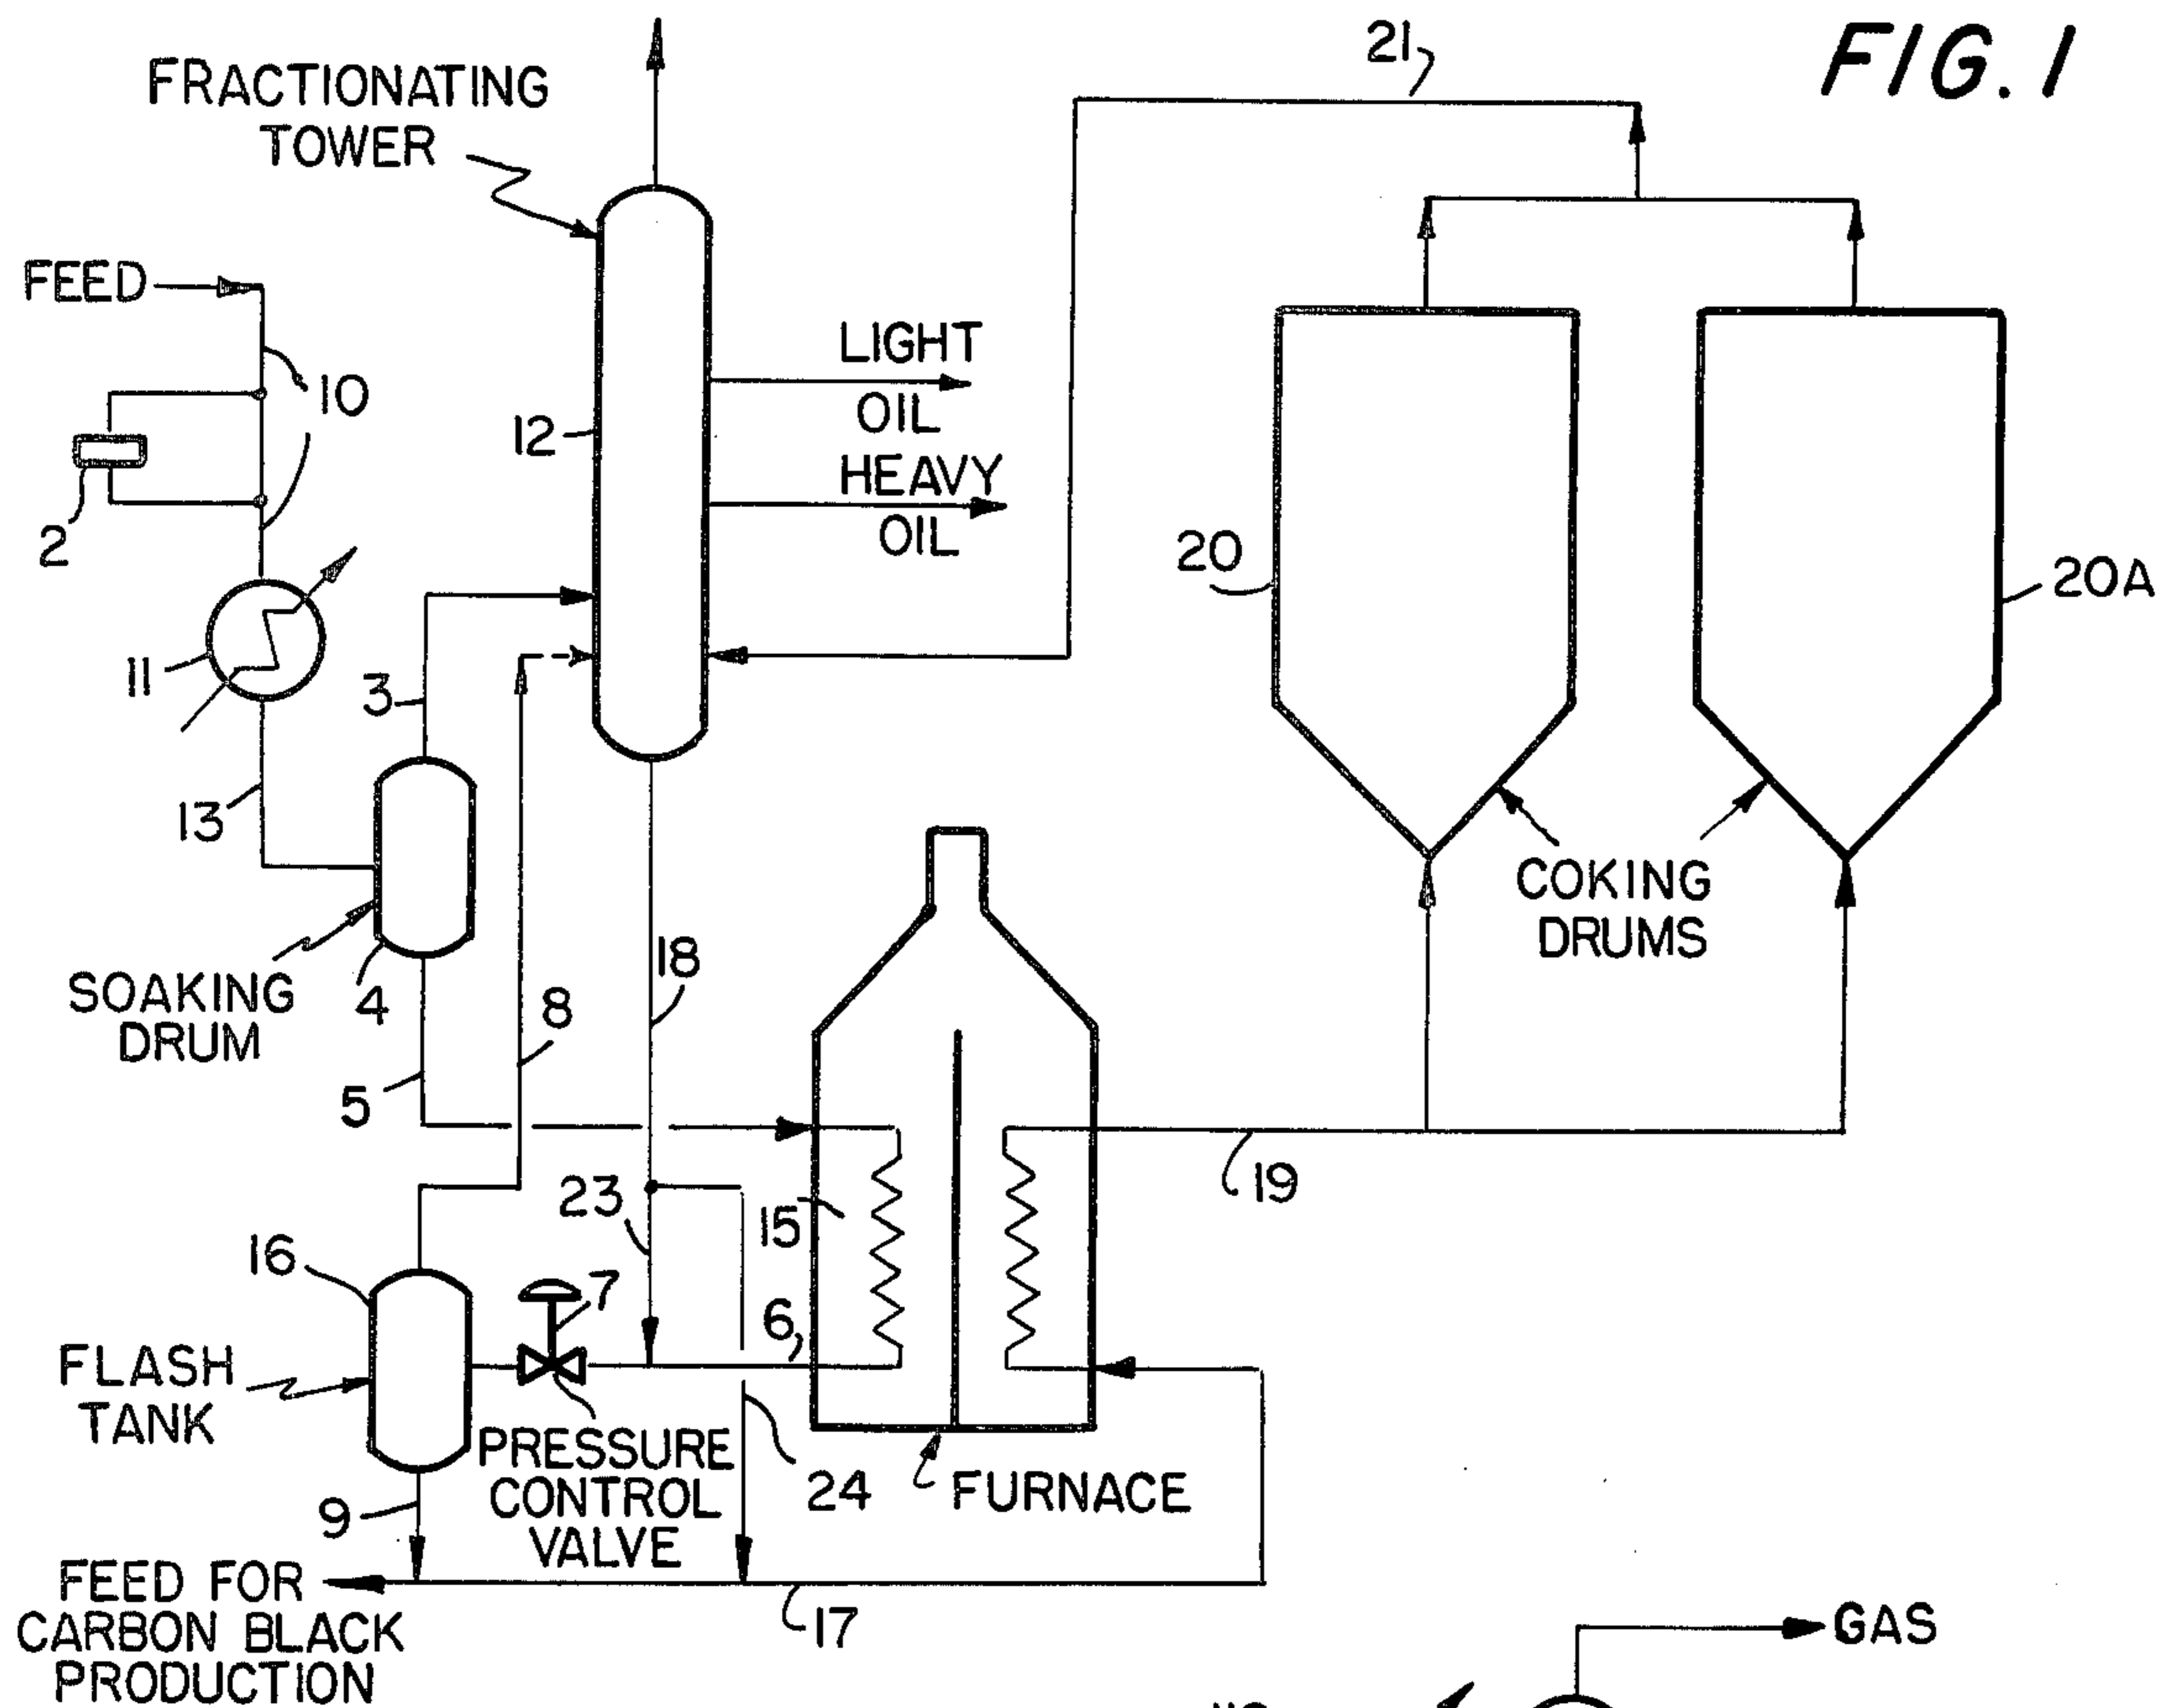 FIG. 1
21
FRACTIONATING
TOWER
FEED
10
LIGHT
OIL
12
HEAVY
OIL
2
20
20A
11
3
13
COKING
DRUMS
SOAKING
DRUM
4
8
18
5
19
23
15
16
7
6
FLASH
TANK
PRESSURE
CONTROL
VALVE
24
FURNACE
9
FEED FOR
CARBON BLACK
PRODUCTION
17
GAS